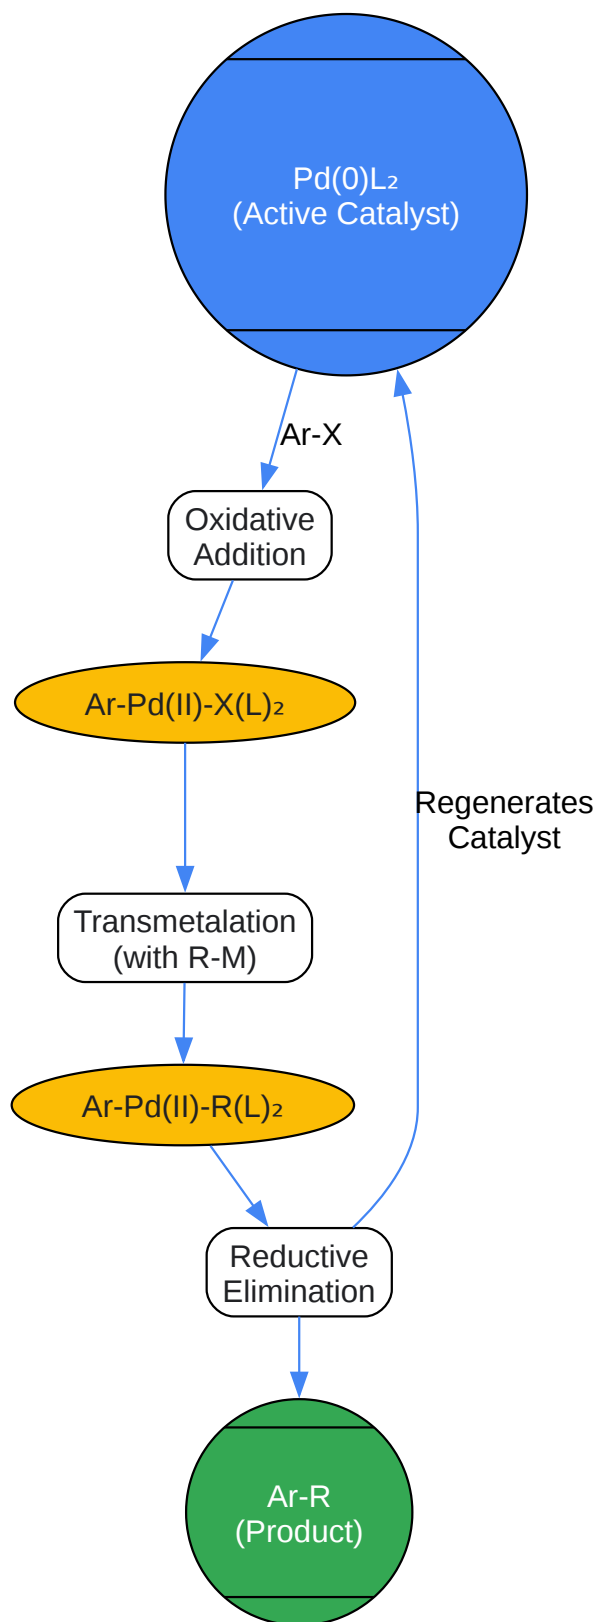 Pd(0)L₂
(Active Catalyst)
Ar-X
Oxidative
Addition
Ar-Pd(II)-X(L)₂
Regenerates
Catalyst
Transmetalation
(with R-M)
Ar-Pd(II)-R(L)₂
Reductive
Elimination
Ar-R
(Product)